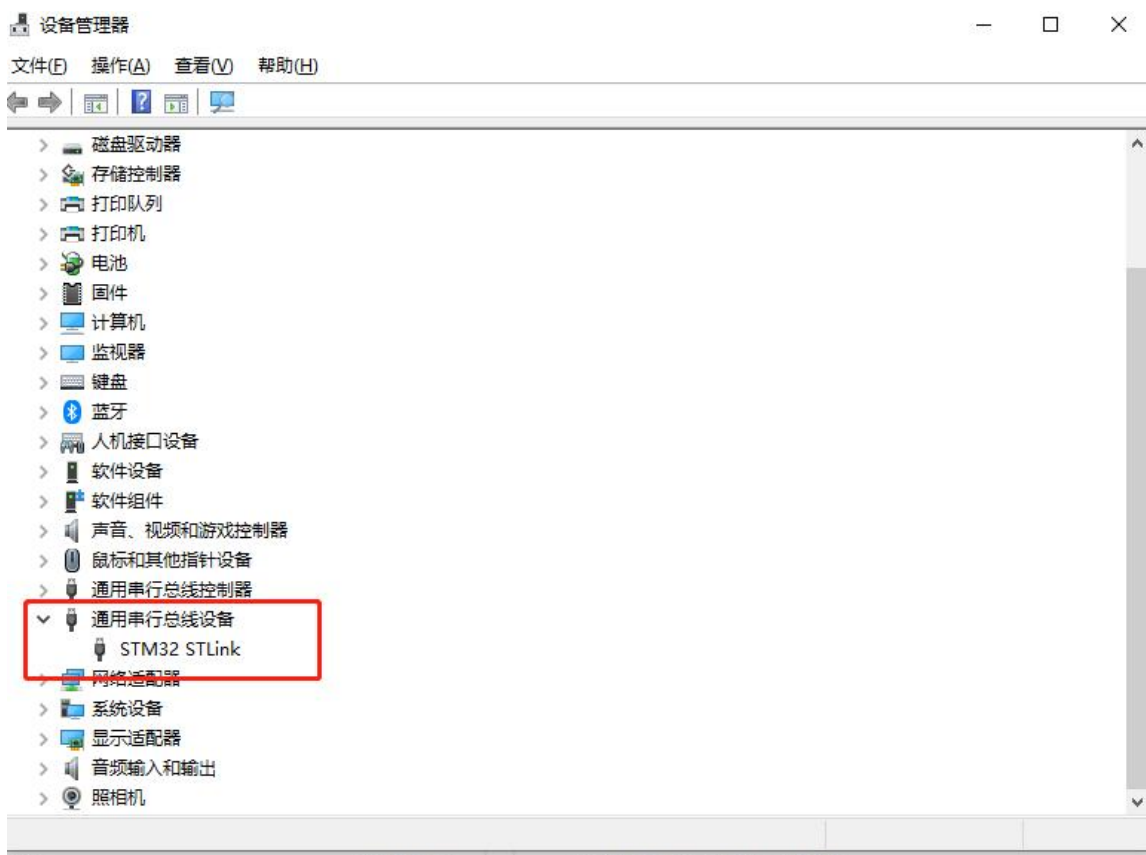 设备管理器
文件(F) 操作(A) 查看(V) 帮助(H)
磁盘驱动器
存储控制器
打印队列
打印机
电池
固件
计算机
监视器
键盘
蓝牙
人机接口设备
软件设备
软件组件
声音、视频和游戏控制器
鼠标和其他指针设备
通用串行总线控制器
通用串行总线设备
STM32 STLink
网络适配器
系统设备
显示适配器
音频输入和输出
照相机